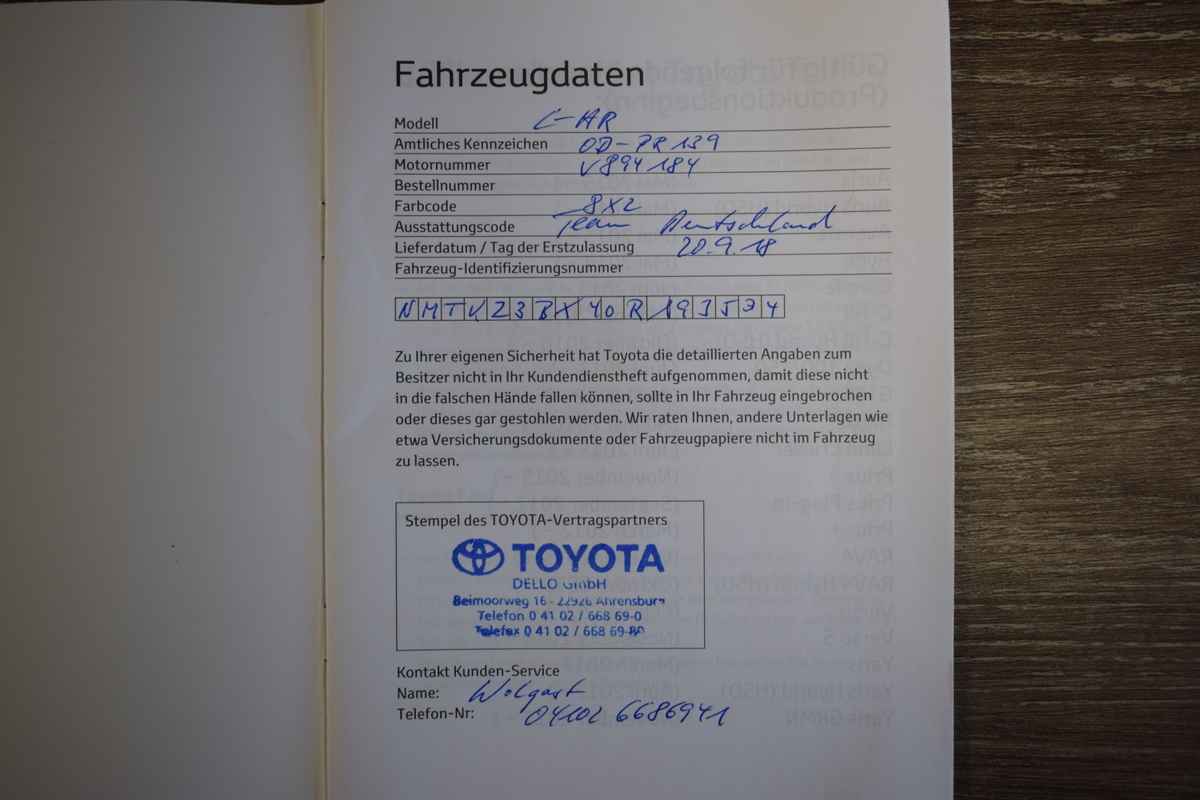 Fahrzeugdaten
Modell C-HR
Amtliches Kennzeichen OD-PR139
Motornummer V894184
Bestellnummer
Farbcode 8X2
Ausstattungscode Team Deutschland
Lieferdatum / Tag der Erstzulassung 20.9.18
Fahrzeug-Identifizierungsnummer
Zu Ihrer eigenen Sicherheit hat Toyota die detaillierten Angaben zum
Besitzer nicht in Ihr Kundendienstheft aufgenommen, damit diese nicht
in die falschen Hände fallen können, sollte in Ihr Fahrzeug eingebrochen
oder dieses gar gestohlen werden. Wir raten Ihnen, andere Unterlagen wie
etwa Versicherungsdokumente oder Fahrzeugpapiere nicht im Fahrzeug
zu lassen.
Stempel des TOYOTA-Vertragspartners
TOYOTA
DELLO GmbH
Beimoorweg 16 - 22926 Ahrensburg
Telefon 0 41 02 / 668 69-0
Telefax 0 41 02 / 668 69-80
Kontakt Kunden-Service
Name: Wolgast
Telefon-Nr: 04102 6686941